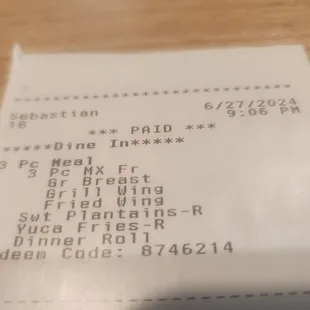 ****************************
Sebastian 6/27/2024
18 9:06 PM
*** PAID ***
*****Dine In*****
3 Pc Meal
3 Pc MX Fr
Gr Breast
Grill Wing
Fried Wing
Swt Plantains-R
Yuca Fries-R
Dinner Roll
deem Code: 8746214